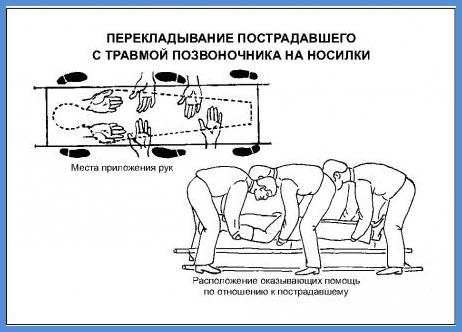 ПЕРЕКЛАДЫВАНИЕ ПОСТРАДАВШЕГО
С ТРАВМОЙ ПОЗВОНОЧНИКА НА НОСИЛКИ
Места приложения рук
Расположение оказывающих помощь
по отношению к пострадавшему